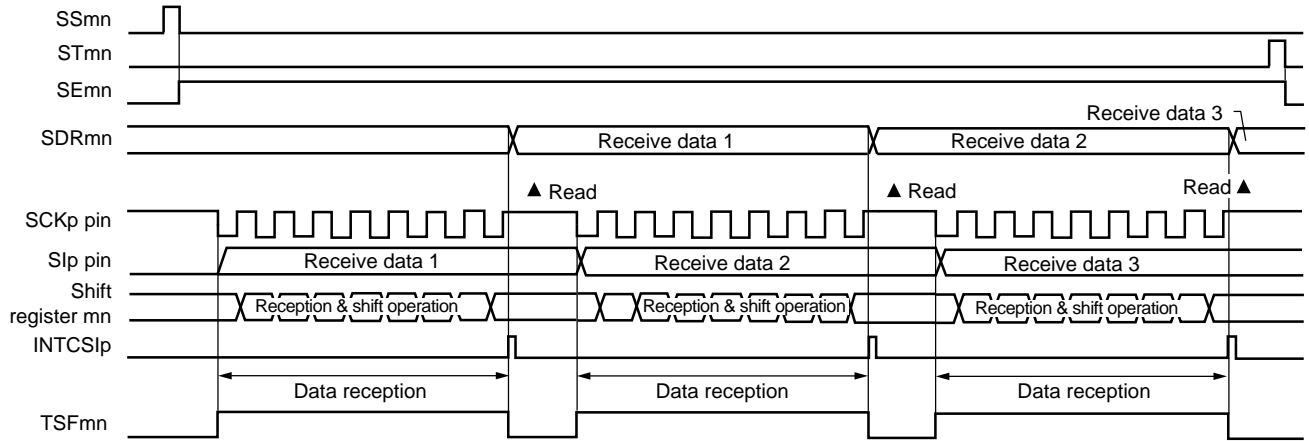 SSmn
STmn
SEmn
Receive data 3
SDRmn
Receive data 1
Receive data 2
▲ Read
▲ Read
Read ▲
SCKp pin
SIp pin
Receive data 1
Receive data 2
Receive data 3
Shift
register mn
Reception & shift operation
Reception & shift operation
Reception & shift operation
INTCSIp
Data reception
Data reception
Data reception
TSFmn